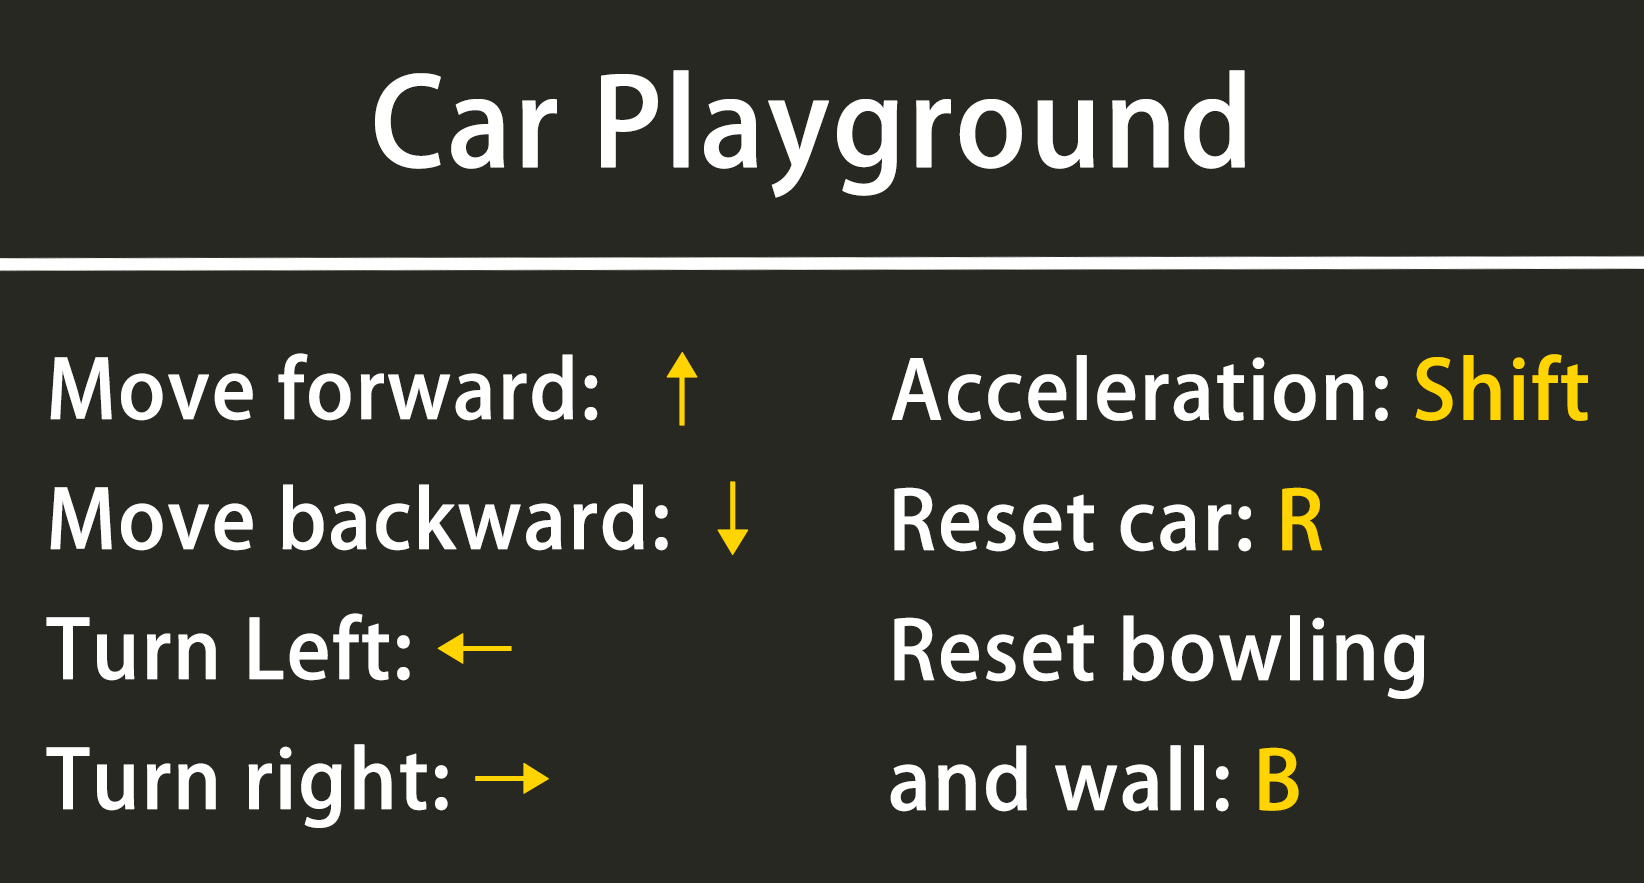 Car Playground
Move forward: ↑
Move backward: ↓
Turn Left: ←
Turn right: →
Acceleration: Shift
Reset car: R
Reset bowling
and wall: B